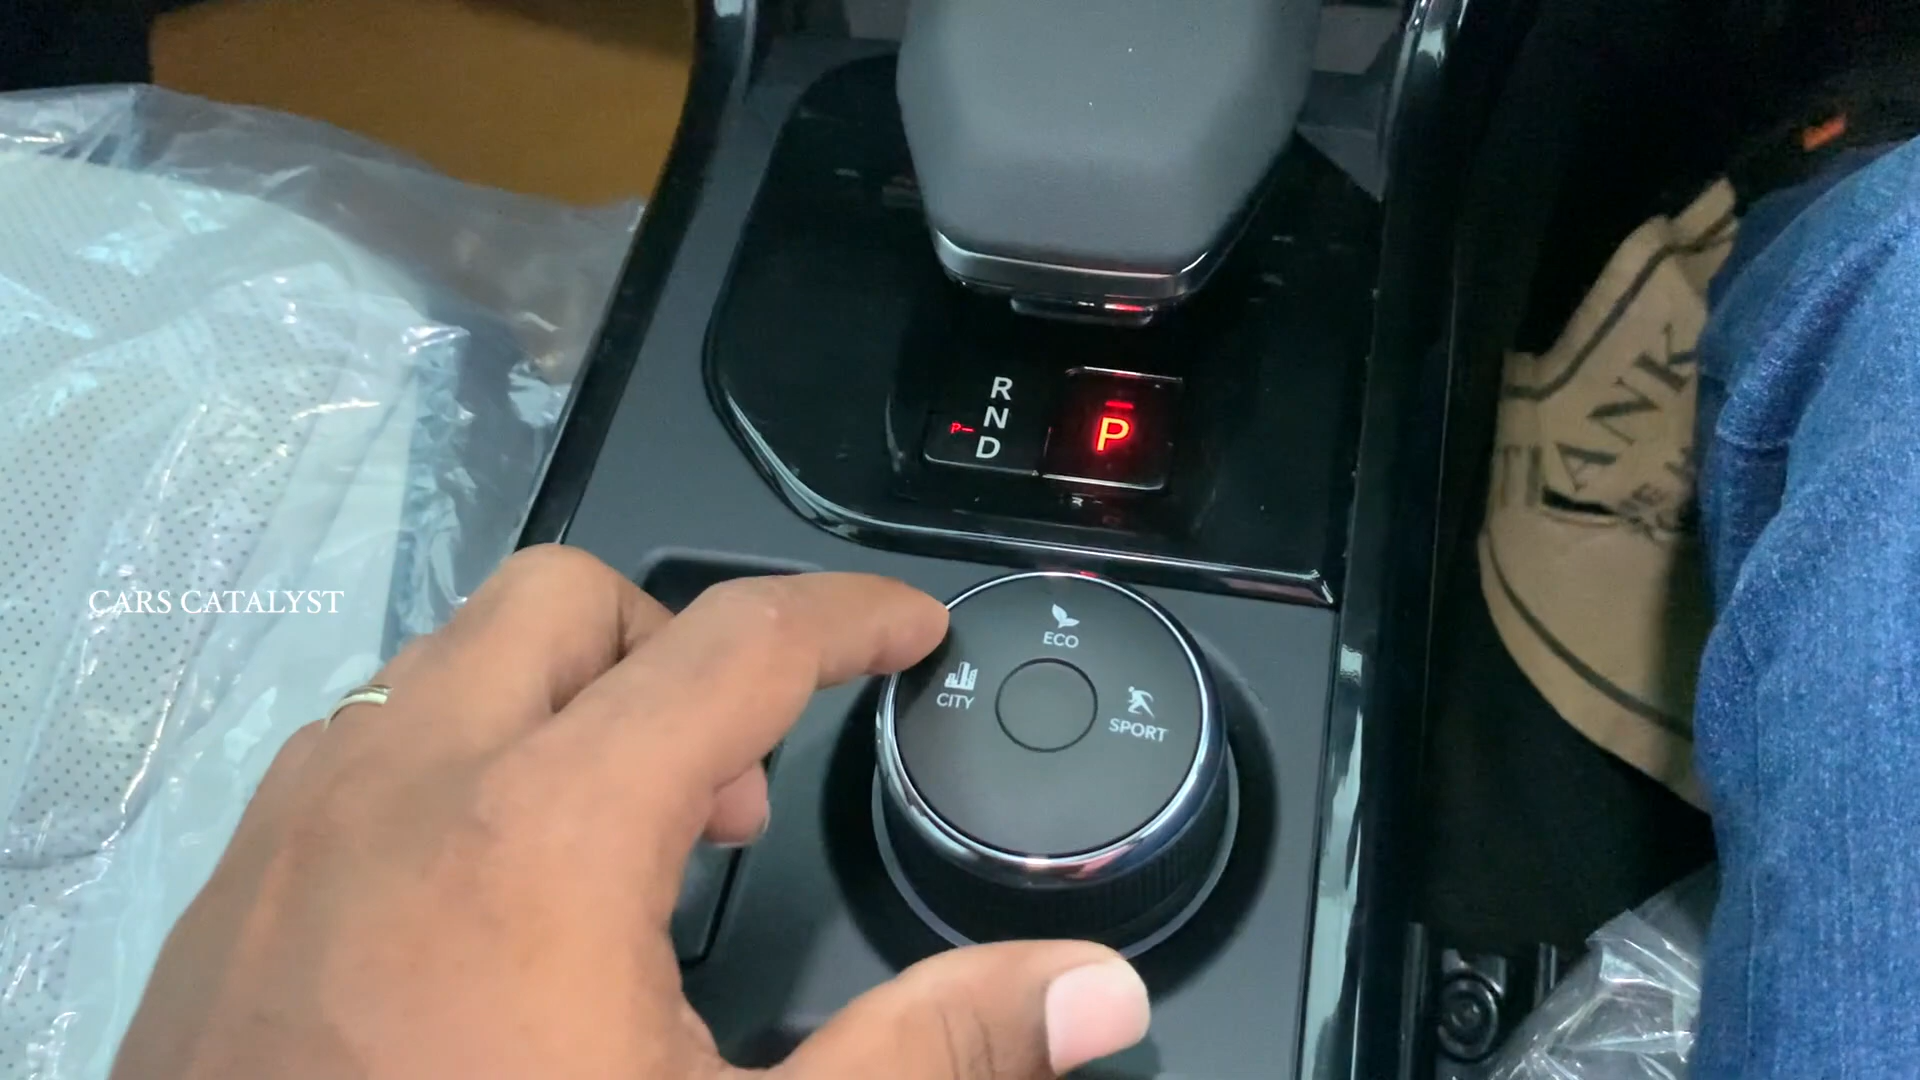 R
N
P- D
P
ECO
CITY
SPORT
CARS CATALYST